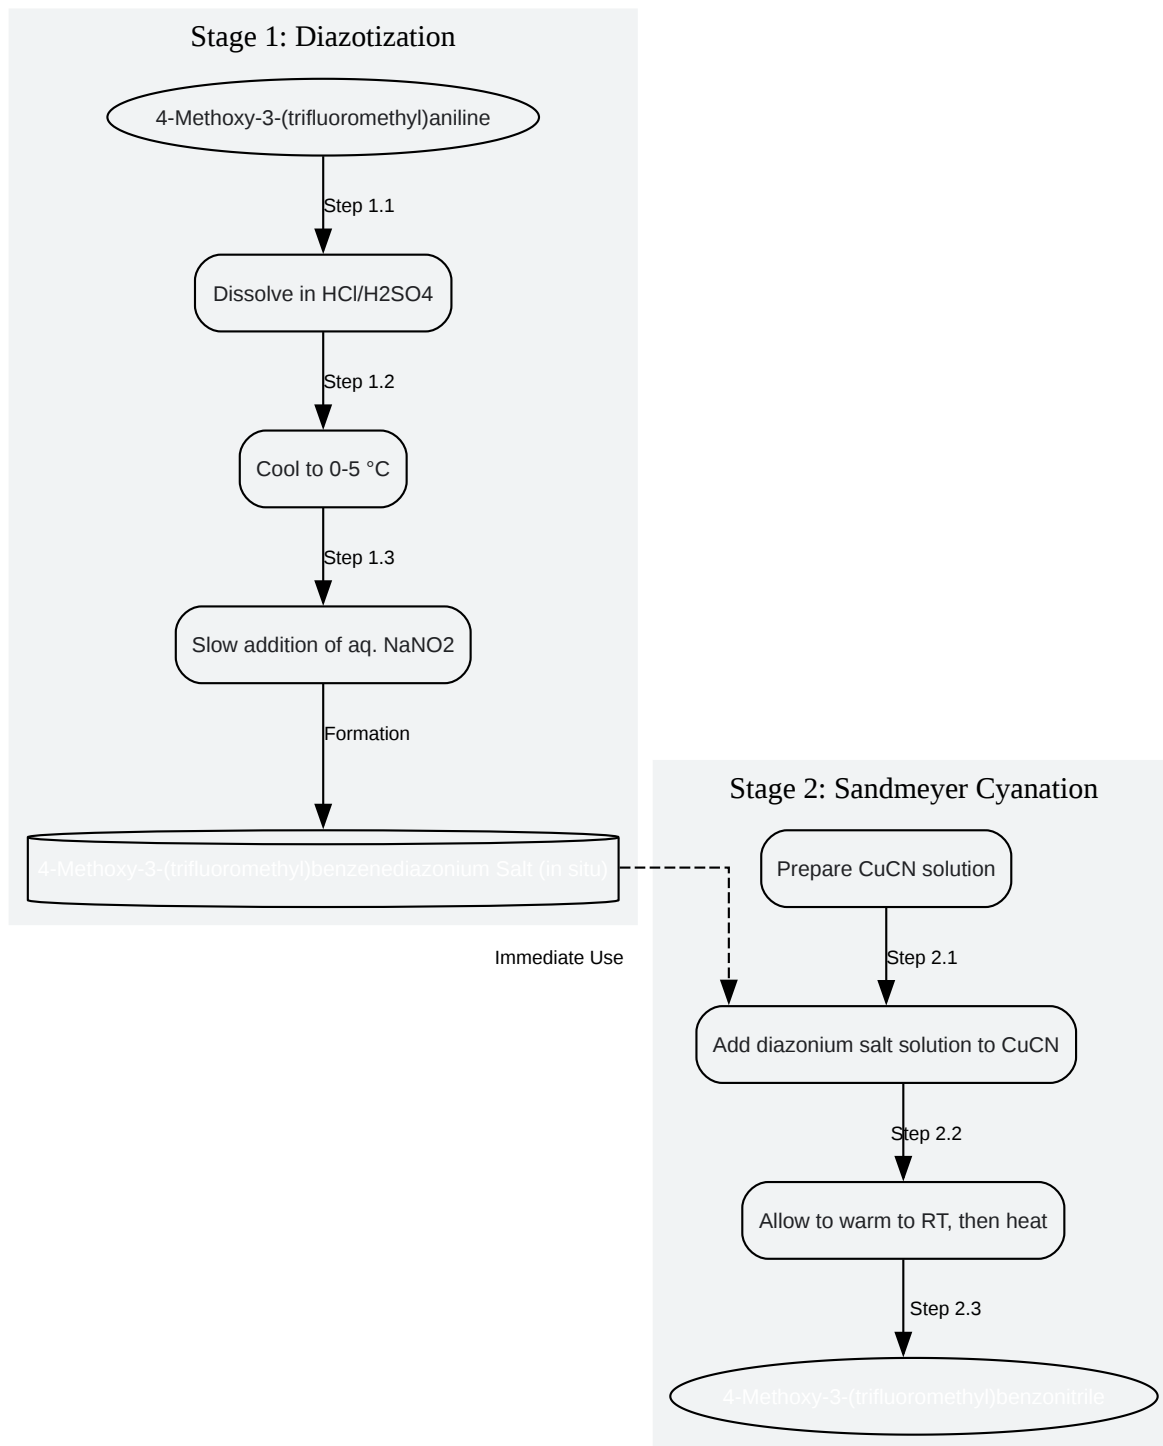 Stage 1: Diazotization
4-Methoxy-3-(trifluoromethyl)aniline
Step 1.1
Dissolve in HCl/H2SO4
Step 1.2
Cool to 0-5 °C
Step 1.3
Slow addition of aq. NaNO2
Formation
4-Methoxy-3-(trifluoromethyl)benzenediazonium Salt (in situ)
Immediate Use
Stage 2: Sandmeyer Cyanation
Prepare CuCN solution
Step 2.1
Add diazonium salt solution to CuCN
Step 2.2
Allow to warm to RT, then heat
Step 2.3
4-Methoxy-3-(trifluoromethyl)benzonitrile